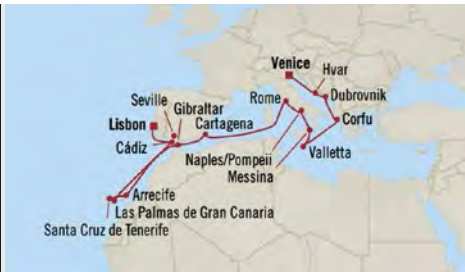 Venice
Hvar
Dubrovnik
Corfu
Rome
Seville
Gibraltar
Lisbon
Cartagena
Cádiz
Naples/Pompeii
Valletta
Messina
Arrecife
Las Palmas de Gran Canaria
Santa Cruz de Tenerife